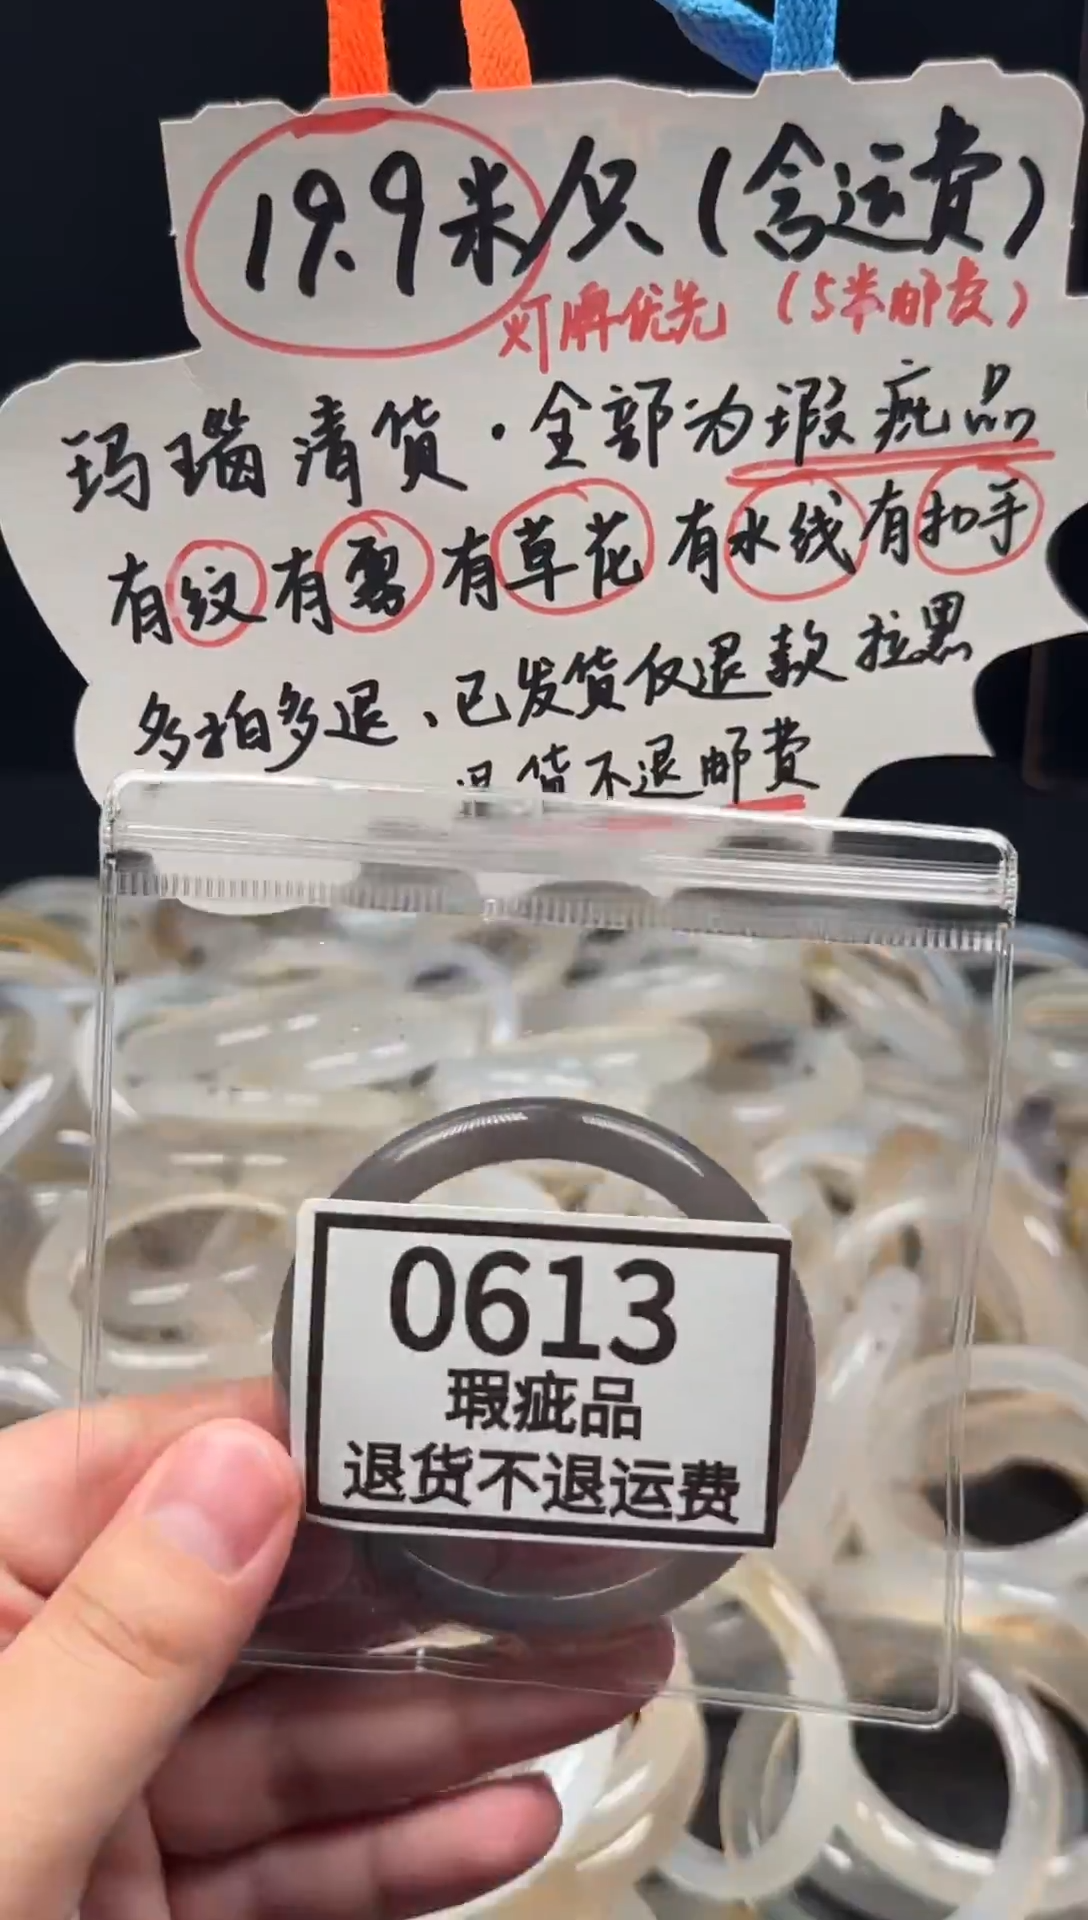 19.9米/只(含运费)
灯牌优先 (5米邮费)
玛瑙清货·全部为瑕疵品
有纹有雾有草花有水线有扣手
多拍多退、已发货仅退款拉黑
退货不退邮费
0613
瑕疵品
退货不退运费